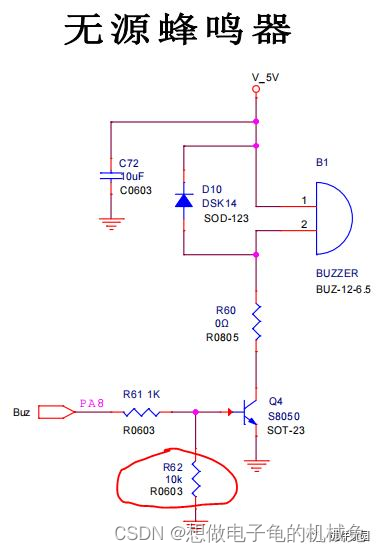 无源蜂鸣器
V_5V
C72
10uF
C0603
D10
DSK14
SOD-123
B1
1
2
BUZZER
BUZ-12-6.5
R60
0Ω
R0805
Buz
PA8
R61 1K
R0603
Q4
S8050
SOT-23
R62
10k
R0603
CSDN @想做电子龟的机械龟